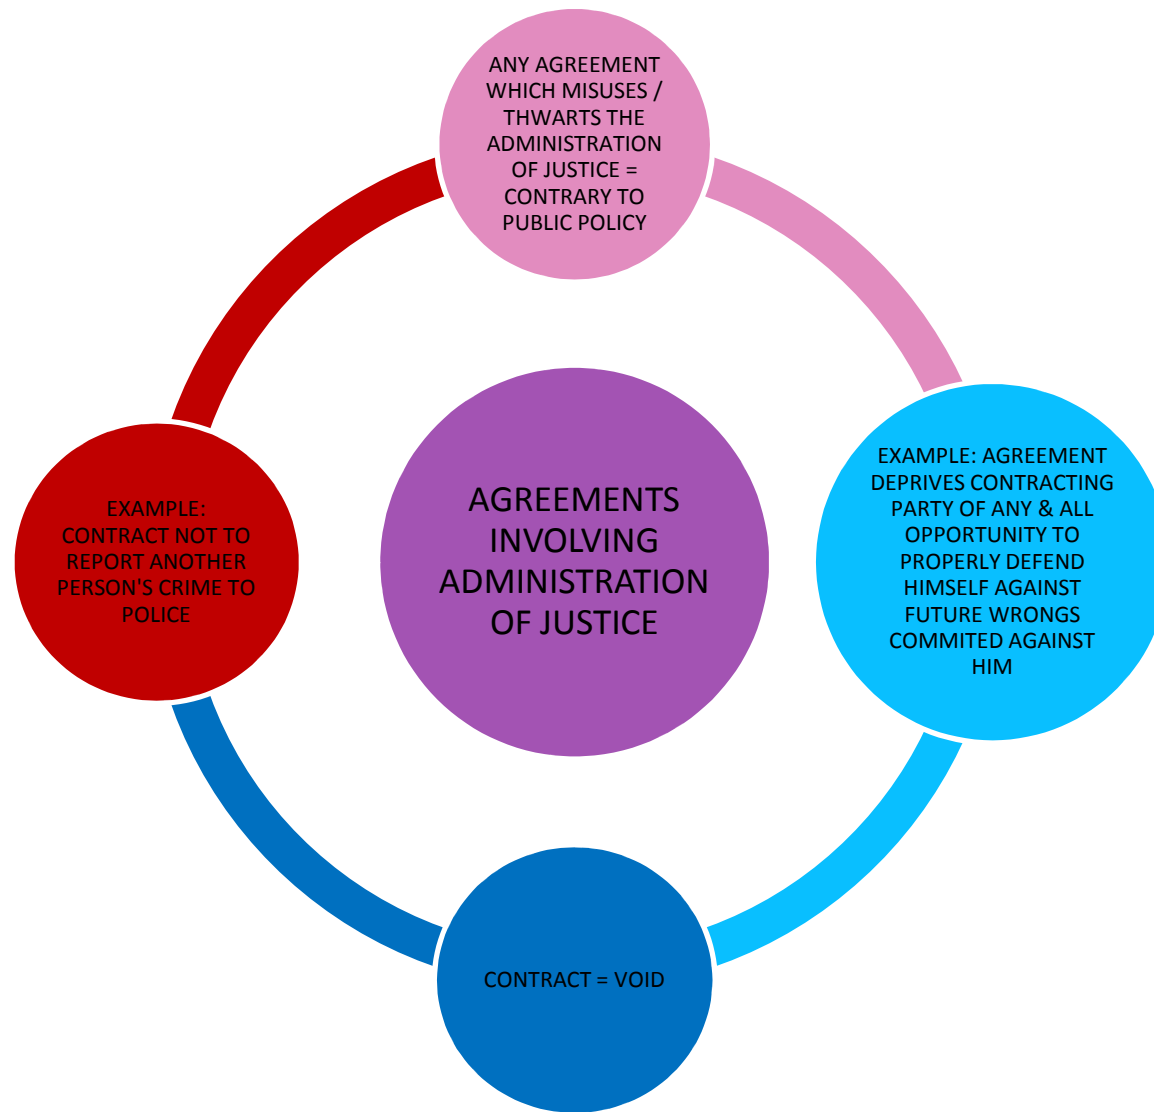 ANY AGREEMENT
WHICH MISUSES /
THWARTS THE
ADMINISTRATION
OF JUSTICE =
CONTRARY TO
PUBLIC POLICY
EXAMPLE: AGREEMENT
DEPRIVES CONTRACTING
PARTY OF ANY & ALL
OPPORTUNITY TO
PROPERLY DEFEND
HIMSELF AGAINST
FUTURE WRONGS
COMMITED AGAINST
HIM
CONTRACT = VOID
EXAMPLE:
CONTRACT NOT TO
REPORT ANOTHER
PERSON'S CRIME TO
POLICE
AGREEMENTS
INVOLVING
ADMINISTRATION
OF JUSTICE